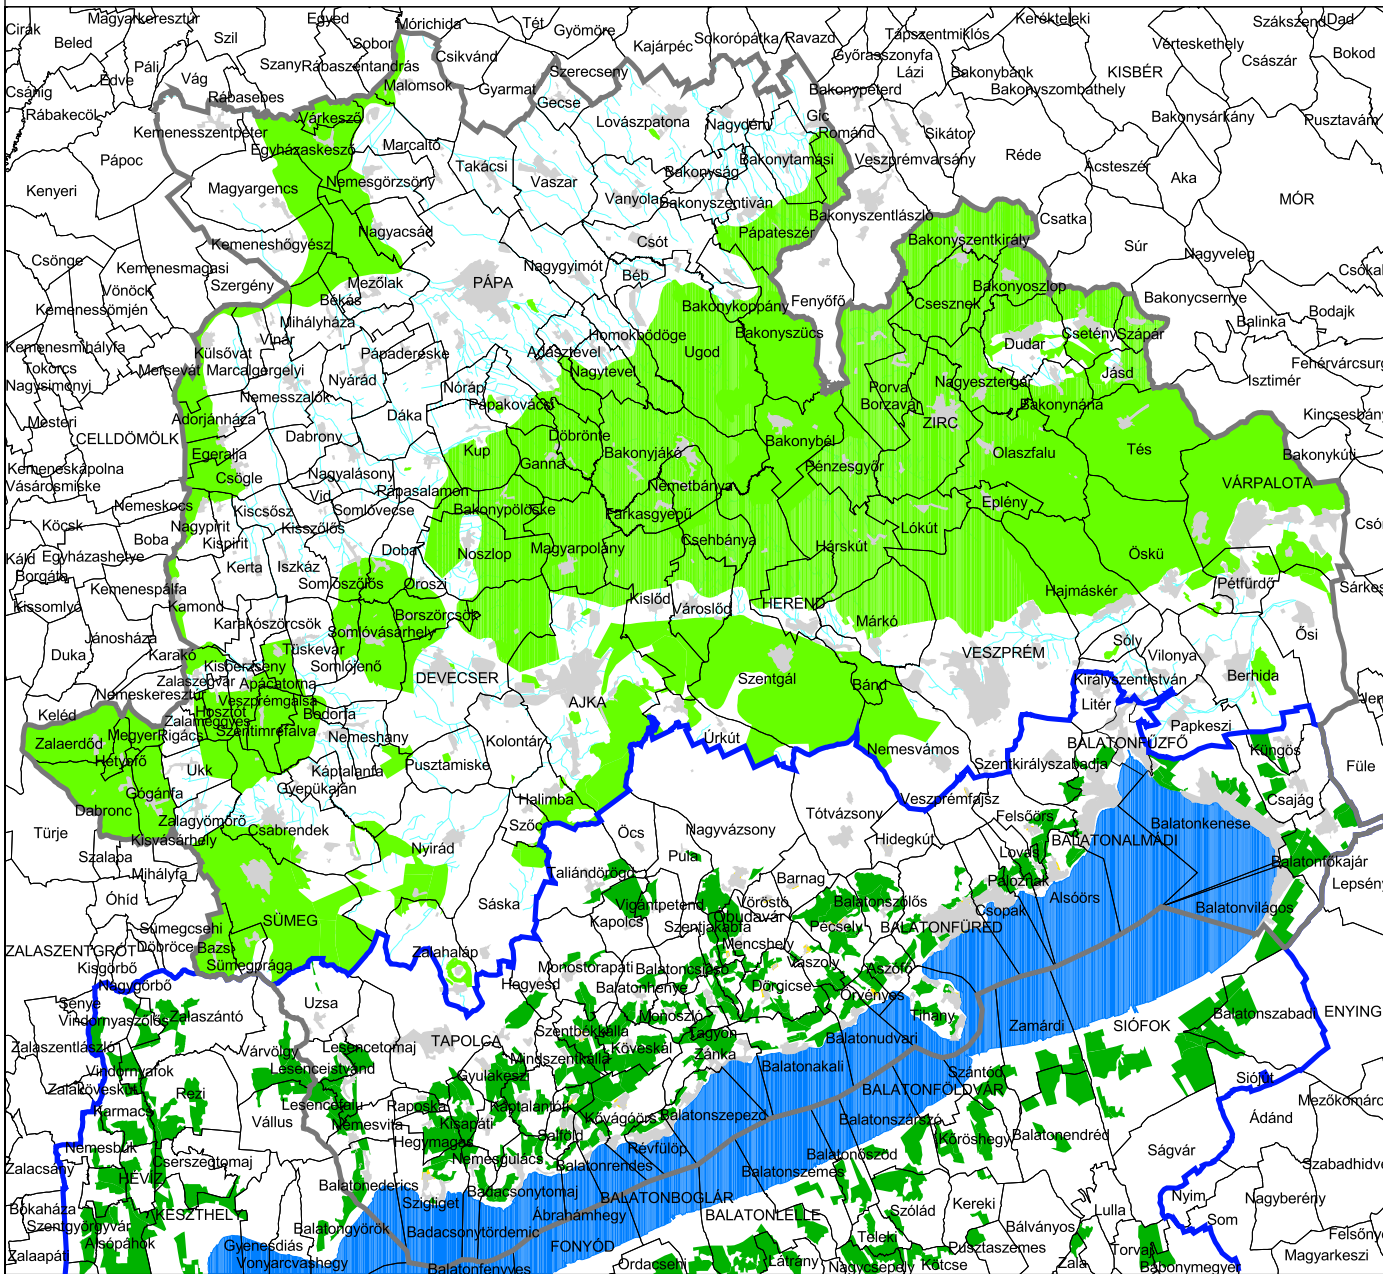 Cirák
Magyarkeresztúr
Egyed
Mórichida
Tét
Gyömöre
Kerékteleki
Szákszend
Dad
Beled
Szil
Sobor
Csikvánd
Kajárpéc
Sokorópátka
Ravazd
Tápszentmiklós
Vérteskethely
Bokod
Páli
Edve
Vág
Szany
Rábaszentandrás
Szerecseny
Győrasszonyfa
Lázi
Bakonybánk
KISBÉR
Császár
Csánig
Rábasebes
Malomsok
Gyarmat
Gecse
Bakonypéterd
Bakonyszombathely
Rábakecöl
Kemenesszentpéter
Várkesző
Lovászpatona
Nagydém
Gic
Románd
Sikátor
Bakonysárkány
Pusztavám
Pápoc
Egyházaskesző
Marcaltő
Takácsi
Bakonytamási
Veszprémvarsány
Réde
Ácsteszér
Aka
Kenyeri
Magyargencs
Nemesgörzsöny
Vaszar
Bakonyság
Vanyola
Bakonyszentiván
Bakonyszentlászló
Csatka
MÓR
Kemeneshőgyész
Nagyacsád
Csót
Pápateszér
Bakonyszentkirály
Súr
Nagyveleg
Csönge
Kemenesmagasi
Szergény
Mezőlak
PÁPA
Nagygyimót
Béb
Bakonyoszlop
Vönöck
Kemenessömjén
Békás
Bakonykoppány
Fenyőfő
Csesznek
Bakonycsernye
Bodajk
Mihályháza
Homokbödöge
Bakonyszücs
Csetény
Szápár
Balinka
Kemenesmihályfa
Vinár
Külsővat
Pápadereske
Adásztevel
Ugod
Dudar
Tokorcs
Mersevát
Marcalgergelyi
Nagytevel
Jásd
Isztimér
Nagysimonyi
Nyárád
Nóráp
Porva
Nagyesztergár
Nemesszalók
Pápakovácsi
Borzavár
Bakonynána
Mesteri
Adorjánháza
Dáka
ZIRC
CELLDÖMÖLK
Dabrony
Döbrönte
Bakonybél
Egeralja
Kup
Ganna
Bakonyjákó
Pénzesgyőr
Olaszfalu
Tés
Bakonykúti
Kemeneskápolna
Csögle
Nagyalásony
Vásárosmiske
Vid
Rápasalamon
Németbánya
Eplény
VÁRPALOTA
Nemeskocs
Kiscsősz
Somlóvecse
Bakonypölöske
Farkasgyepű
Köcsk
Nagypirit
Kisszőlős
Csehbánya
Lókút
Boba
Kispirit
Doba
Noszlop
Magyarpolány
Hárskút
Öskü
Káld
Egyházashetye
Kerta
Iszkáz
Borgáta
Kemenespálfa
Somlószőlős
Oroszi
Hajmáskér
Pétfürdő
Kissomlyó
Kamond
Borszörcsök
Kislőd
Városlőd
HEREND
Karakószörcsök
Márkó
Jánosháza
Somlóvásárhely
Ősi
Duka
Karakó
Tüskevár
VESZPRÉM
Sóly
Kisberzseny
Somlójenő
Vilonya
Zalaszegvár
Apácatorna
DEVECSER
Szentgál
Bánd
Királyszentistván
Berhida
Nemeskeresztúr
Veszprémgalsa
AJKA
Keléd
Hosztót
Bodorfa
Litér
Zalameggyes
Papkeszi
Megyer
Rigács
Szentimrefalva
Nemeshany
Úrkút
Zalaerdőd
Kolontár
Nemesvámos
BALATONFŰZFŐ
Küngös
Hetyefő
Ukk
Káptalanfa
Pusztamiske
Szentkirályszabadja
Füle
Gógánfa
Gyepükaján
Halimba
Veszprémfajsz
Csajág
Dabronc
Zalagyömörő
Csabrendek
Szőc
Tótvázsony
Felsőörs
Balatonkenese
Türje
Kisvásárhely
Nyirád
Öcs
Nagyvázsony
Hidegkút
BALATONALMÁDI
Szalapa
Pula
Lovas
Balatonfőkajár
Mihályfa
Taliándörögd
Barnag
Paloznak
Lepsény
Óhíd
Sáska
Vigántpetend
Vöröstó
Balatonszőlős
Alsóörs
SÜMEG
Kapolcs
Óbudavár
Csopak
Balatonvilágos
Sümegcsehi
Szentjakabfa
Pécsely
BALATONFÜRED
ZALASZENTGRÓT
Döbröce
Bazsi
Zalahaláp
Mencshely
Kisgörbő
Sümegprága
Monostorapáti
Balatoncsicsó
Vászoly
Aszófő
Nagygörbő
Hegyesd
Balatonhenye
Dörgicse
Örvényes
Sénye
Uzsa
Vindornyaszőlős
Zalaszántó
Szentbékkálla
Monoszló
Tihany
Balatonszabadi
ENYING
Zalaszentlászló
Várvölgy
Lesencetomaj
TAPOLCA
Tagyon
Balatonudvari
Zamárdi
SIÓFOK
Mindszentkálla
Köveskál
Zánka
Vindornyafok
Lesenceistvánd
Gyulakeszi
Balatonakali
Szántód
Siójut
Zalaköveskút
Rezi
BALATONFÖLDVÁR
Karmacs
Lesencefalu
Raposka
Káptalantóti
Kővágóörs
Balatonszepezd
Balatonszárszó
Ádánd
Vállus
Nemesvita
Kisapáti
Nemesbük
Hegymagas
Salföld
Révfülöp
Kőröshegy
Balatonendréd
Zalacsány
Cserszegtomaj
Nemesgulács
Balatonrendes
Balatonőszöd
Ságvár
HÉVÍZ
Balatonederics
Badacsonytomaj
Balatonszemes
Szabadhidvég
Bókaháza
KESZTHELY
Szigliget
BALATONBOGLÁR
Kereki
Nyim
Nagyberény
Szentgyörgyvár
Balatongyörök
Badacsonytördemic
Ábrahámhegy
BALATONLELLE
Szólád
Bálványos
Lulla
Som
Alsópáhok
Gyenesdiás
FONYÓD
Teleki
Pusztaszemes
Torvaj
Zalaapáti
Vonyarcvashegy
Balatonfenyves
Ordacsehi
Látrány
Nagycsepely
Kötcse
Zala
Bábonymegyer
Magyarkeszi